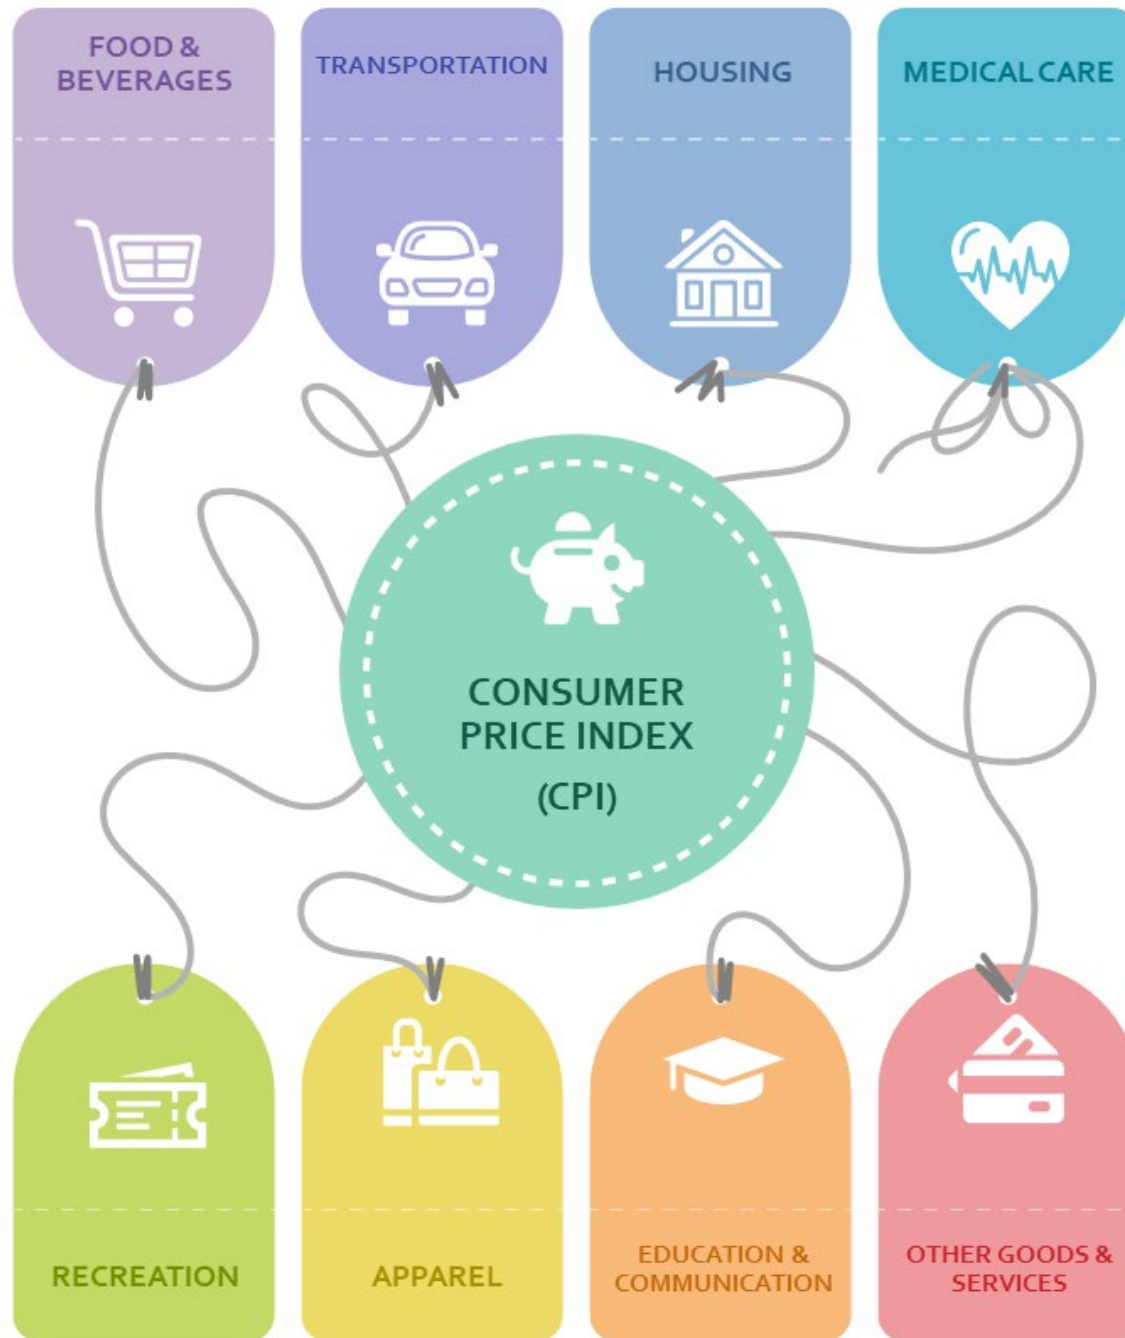 FOOD &
BEVERAGES
TRANSPORTATION
HOUSING
MEDICAL CARE
CONSUMER
PRICE INDEX
(CPI)
RECREATION
APPAREL
EDUCATION &
COMMUNICATION
OTHER GOODS &
SERVICES